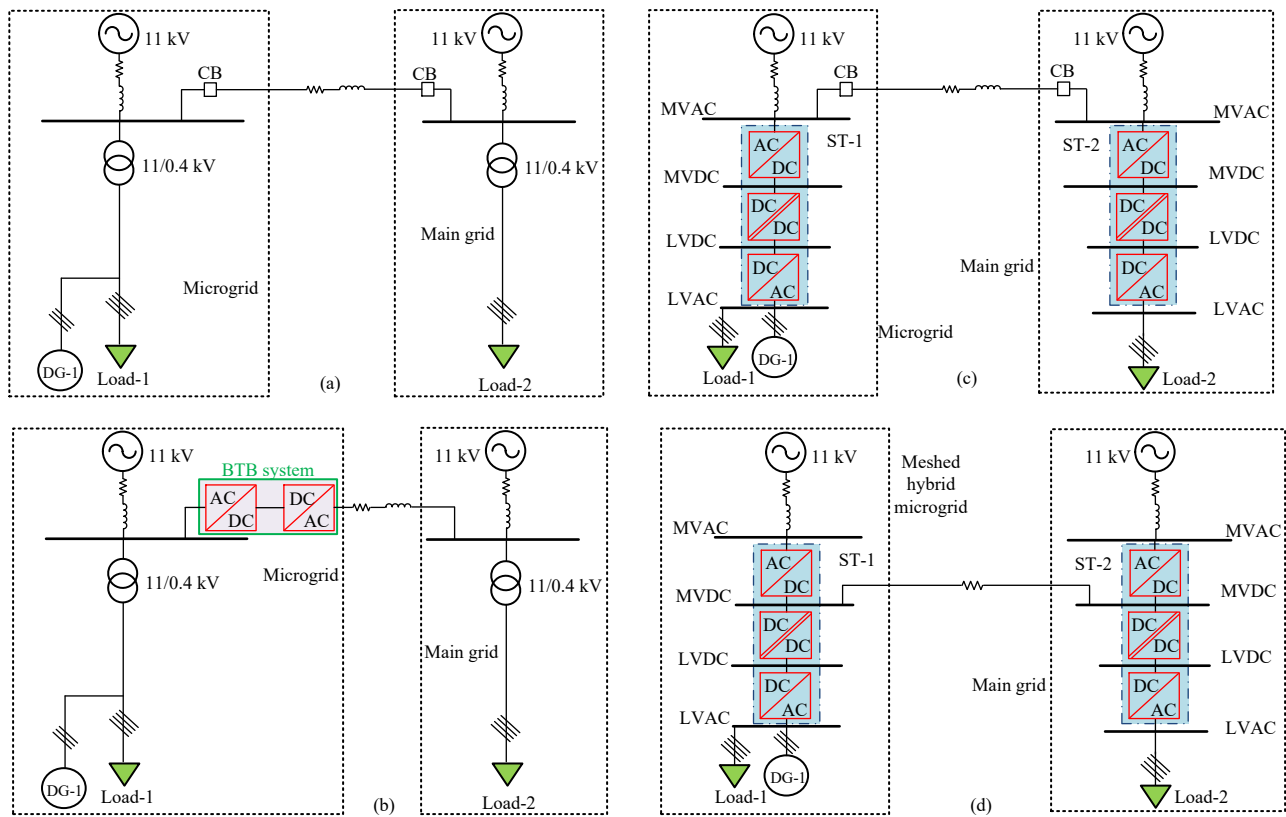 11 kV
CB
CB
11 kV
11/0.4 kV
11/0.4 kV
Main grid
Microgrid
DG-1
Load-1
Load-2
(a)
11 kV
CB
CB
11 kV
MVAC
MVAC
ST-1
ST-2
AC
DC
AC
DC
MVDC
MVDC
DC
DC
DC
DC
LVDC
LVDC
Main grid
DC
AC
DC
AC
LVAC
LVAC
Microgrid
DG-1
Load-1
Load-2
(c)
11 kV
BTB system
11 kV
AC
DC
DC
AC
11/0.4 kV
11/0.4 kV
Microgrid
Main grid
DG-1
Load-1
Load-2
(b)
11 kV
Meshed
hybrid
microgrid
11 kV
MVAC
MVAC
ST-1
ST-2
AC
DC
AC
DC
MVDC
MVDC
DC
DC
DC
DC
LVDC
LVDC
Main grid
DC
AC
DC
AC
LVAC
LVAC
DG-1
Load-1
Load-2
(d)